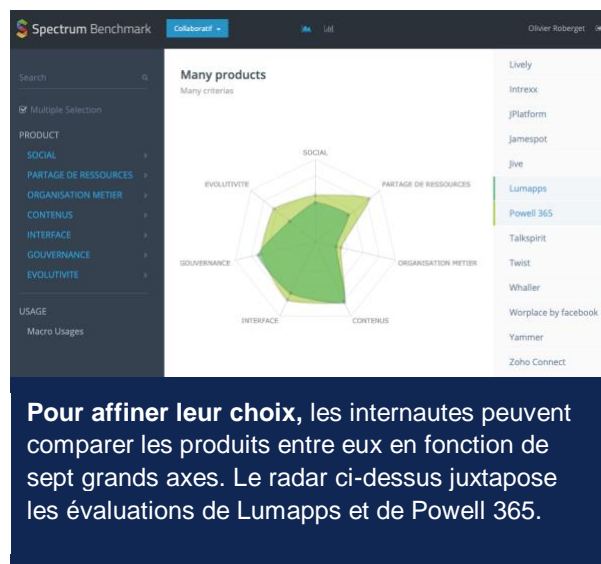 Spectrum Benchmark
Collaboratif
Olivier Roberget
Search
Multiple Selection
PRODUCT
SOCIAL
PARTAGE DE RESSOURCES
ORGANISATION METIER
CONTENUS
INTERFACE
GOUVERNANCE
EVOLUTIVITE
USAGE
Macro Usages
Many products
Many criterias
SOCIAL
EVOLUTIVITE
PARTAGE DE RESSOURCES
GOUVERNANCE
ORGANISATION METIER
INTERFACE
CONTENUS
Lively
Intrexx
JPlatform
Jamespot
Jive
Lumapps
Powell 365
Talkspirit
Twist
Whaller
Worplace by facebook
Yammer
Zoho Connect
Pour affiner leur choix, les internautes peuvent
comparer les produits entre eux en fonction de
sept grands axes. Le radar ci-dessus juxtapose
les évaluations de Lumapps et de Powell 365.